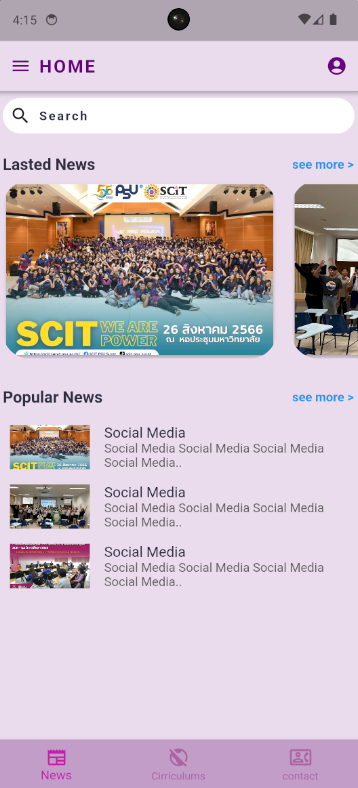 4:15
HOME
Search
Lasted News
see more >
PSU SCiT
SCIT WE ARE POWER
26 สิงหาคม 2566
ณ หอประชุมมหาวิทยาลัย
Popular News
see more >
Social Media
Social Media Social Media Social Media
Social Media..
SCIT
Social Media
Social Media Social Media Social Media
Social Media..
Social Media
Social Media Social Media Social Media
Social Media..
News
Cirriculums
contact